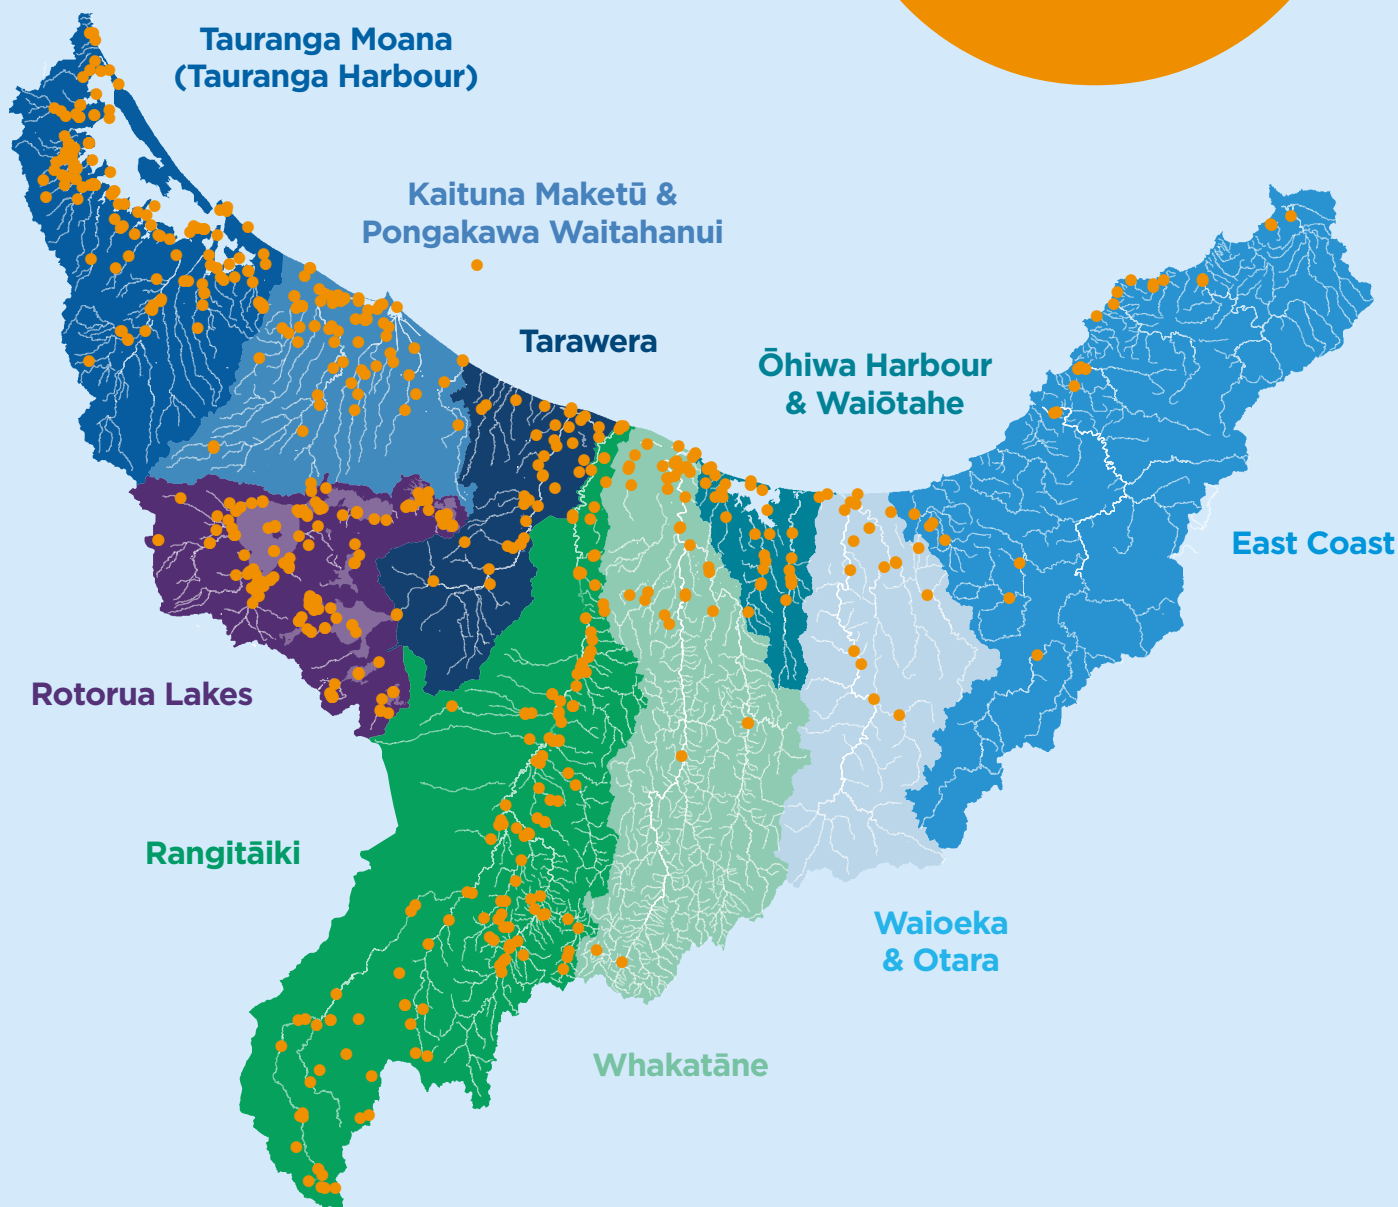 Tauranga Moana
(Tauranga Harbour)
Kaituna Maketū &
Pongakawa Waitahanui
Tarawera
Ōhiwa Harbour
& Waiōtahe
East Coast
Rotorua Lakes
Rangitāiki
Waioeka
& Otara
Whakatāne